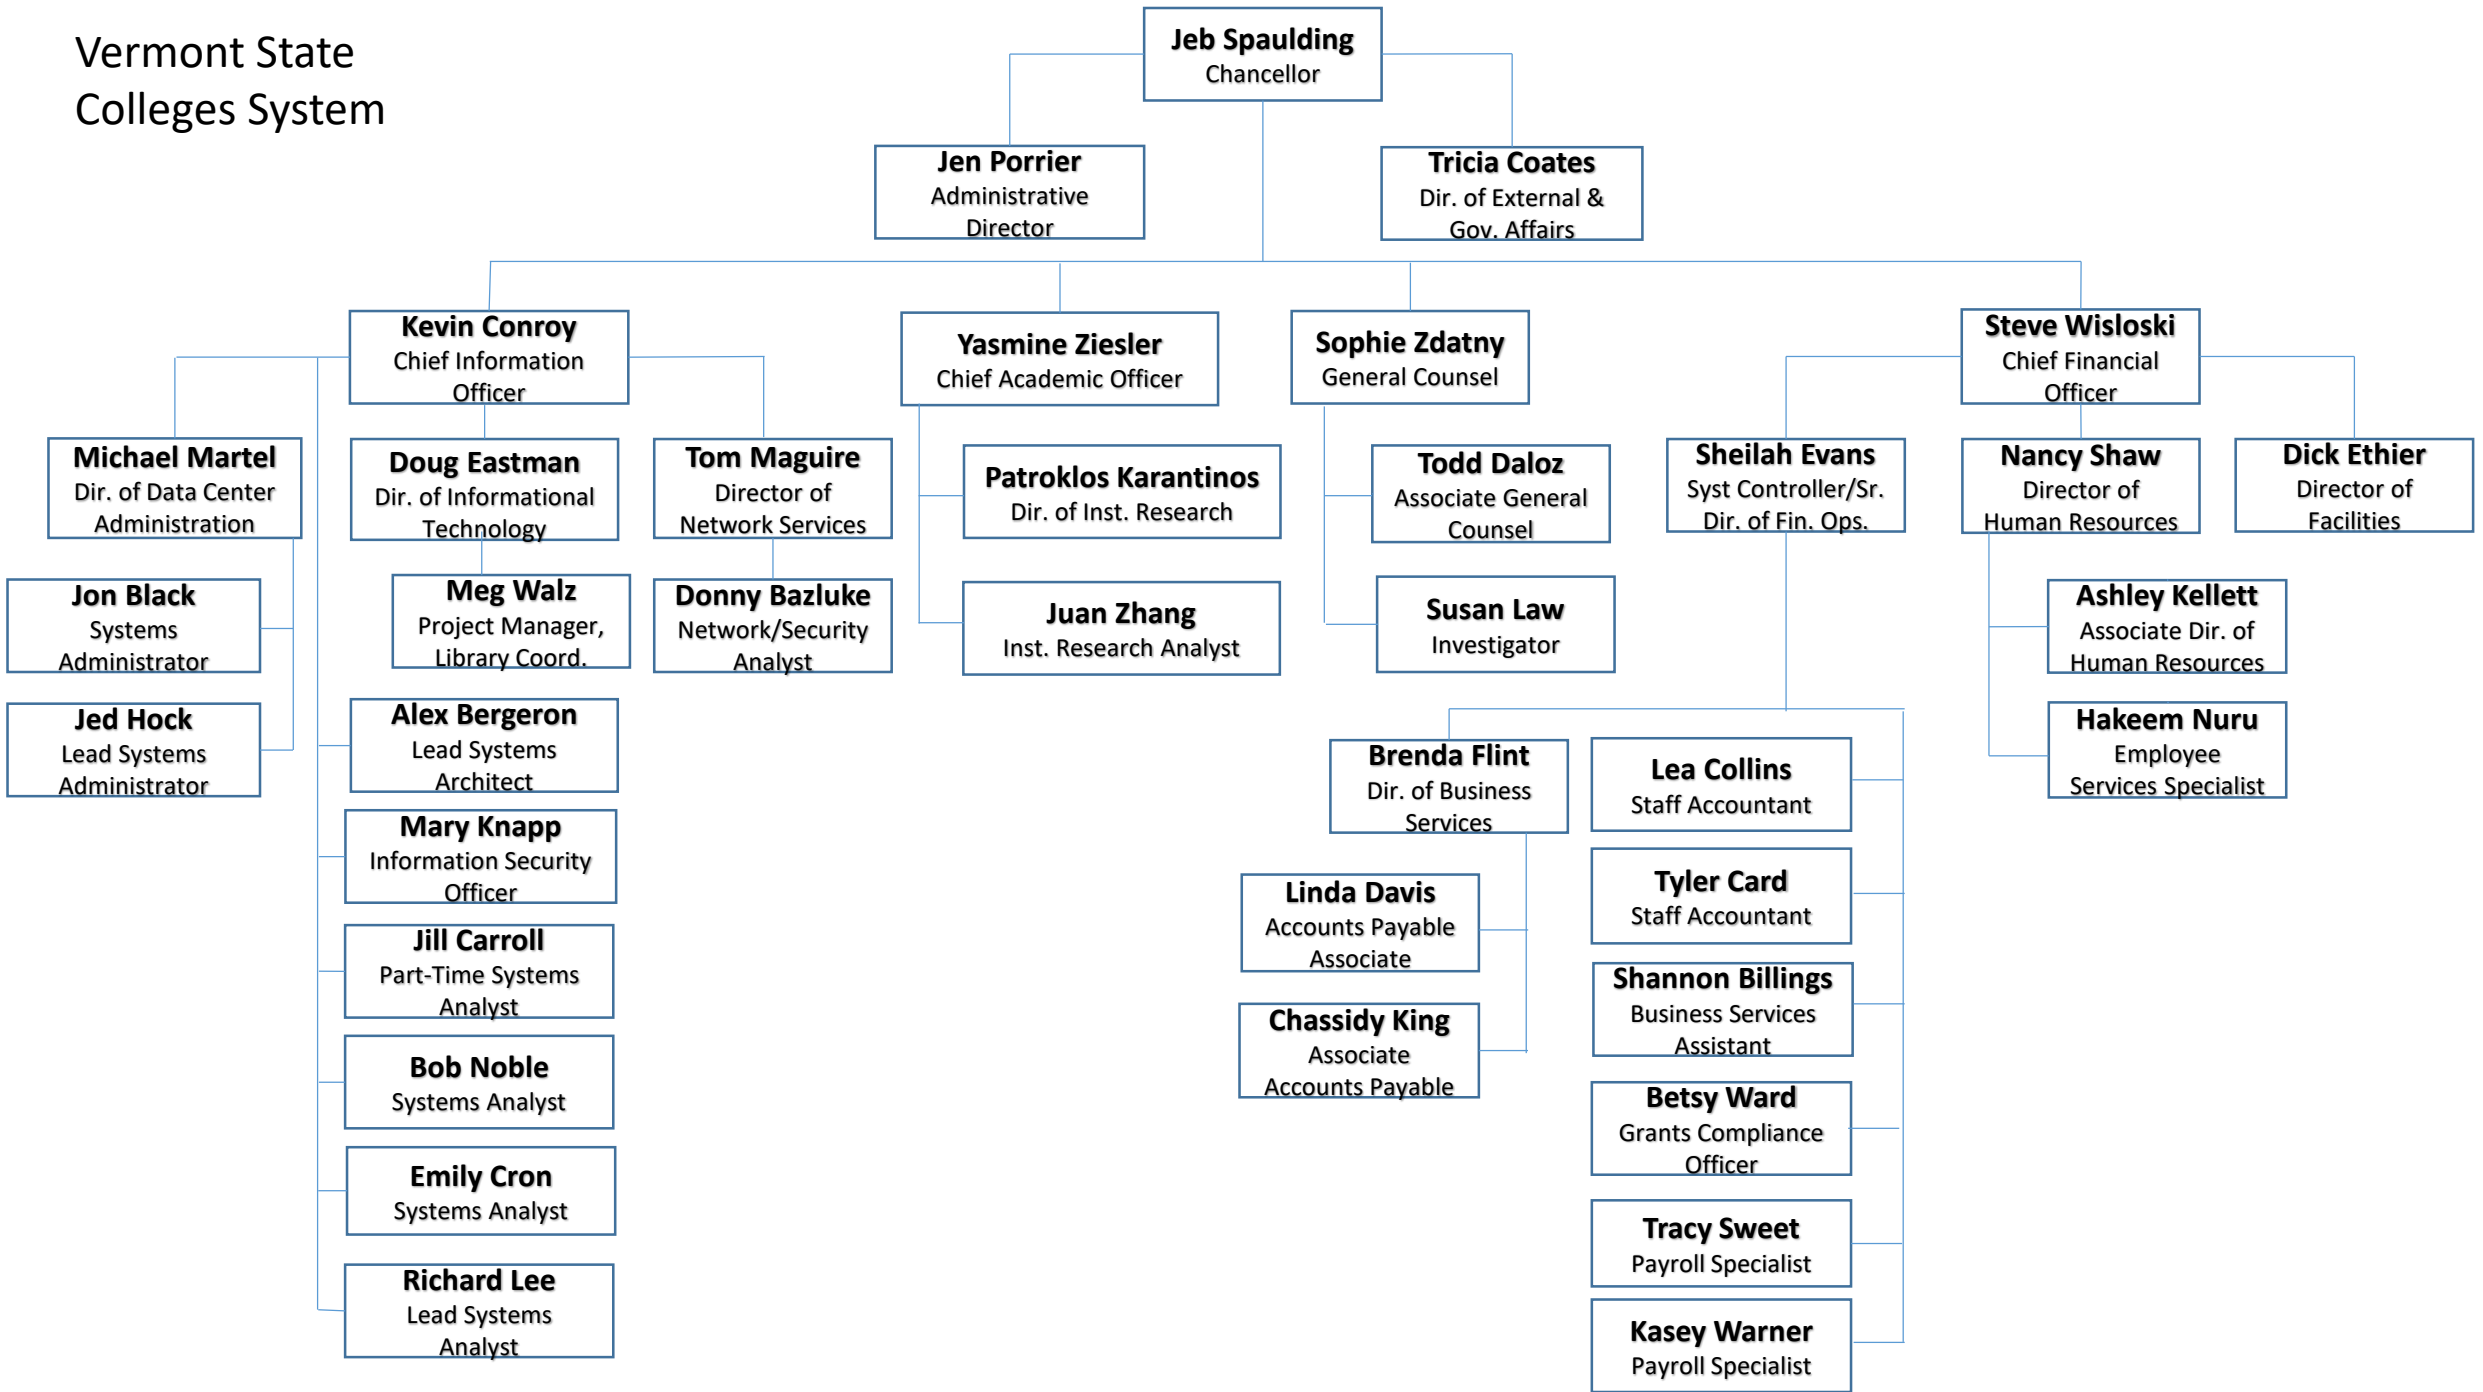 Vermont State
Colleges System
Jeb Spaulding
Chancellor
Jen Porrier
Administrative
Director
Tricia Coates
Dir. of External &
Gov. Affairs
Kevin Conroy
Chief Information
Officer
Yasmine Ziesler
Chief Academic Officer
Sophie Zdatny
General Counsel
Steve Wisloski
Chief Financial
Officer
Michael Martel
Dir. of Data Center
Administration
Doug Eastman
Dir. of Informational
Technology
Tom Maguire
Director of
Network Services
Patroklos Karantinos
Dir. of Inst. Research
Todd Daloz
Associate General
Counsel
Sheilah Evans
Syst Controller/Sr.
Dir. of Fin. Ops.
Nancy Shaw
Director of
Human Resources
Dick Ethier
Director of
Facilities
Jon Black
Systems
Administrator
Meg Walz
Project Manager,
Library Coord.
Donny Bazluke
Network/Security
Analyst
Juan Zhang
Inst. Research Analyst
Susan Law
Investigator
Ashley Kellett
Associate Dir. of
Human Resources
Jed Hock
Lead Systems
Administrator
Alex Bergeron
Lead Systems
Architect
Hakeem Nuru
Employee
Services Specialist
Brenda Flint
Dir. of Business
Services
Lea Collins
Staff Accountant
Mary Knapp
Information Security
Officer
Linda Davis
Accounts Payable
Associate
Tyler Card
Staff Accountant
Jill Carroll
Part-Time Systems
Analyst
Shannon Billings
Business Services
Assistant
Chassidy King
Associate
Accounts Payable
Bob Noble
Systems Analyst
Betsy Ward
Grants Compliance
Officer
Emily Cron
Systems Analyst
Tracy Sweet
Payroll Specialist
Richard Lee
Lead Systems
Analyst
Kasey Warner
Payroll Specialist